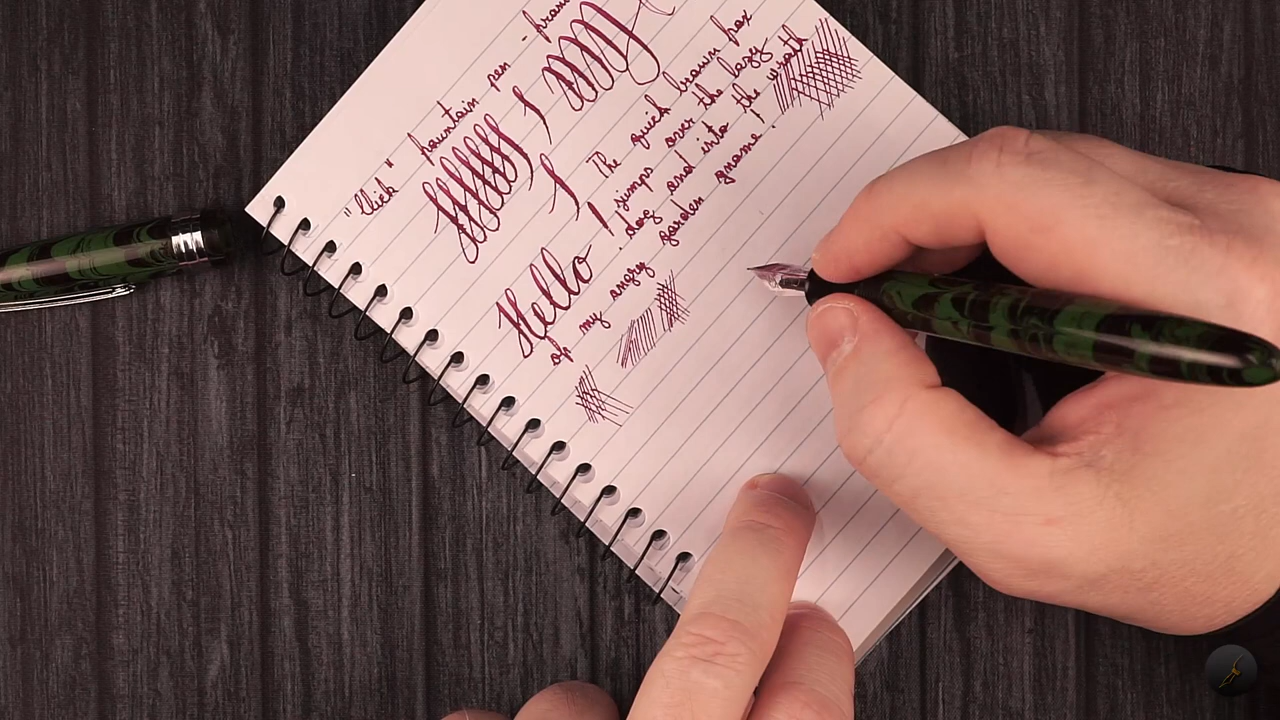 fountain pen -
Hello
The quick brown fox
jumps over the lazy
dog and into the wrath
of my angry garden gnome.